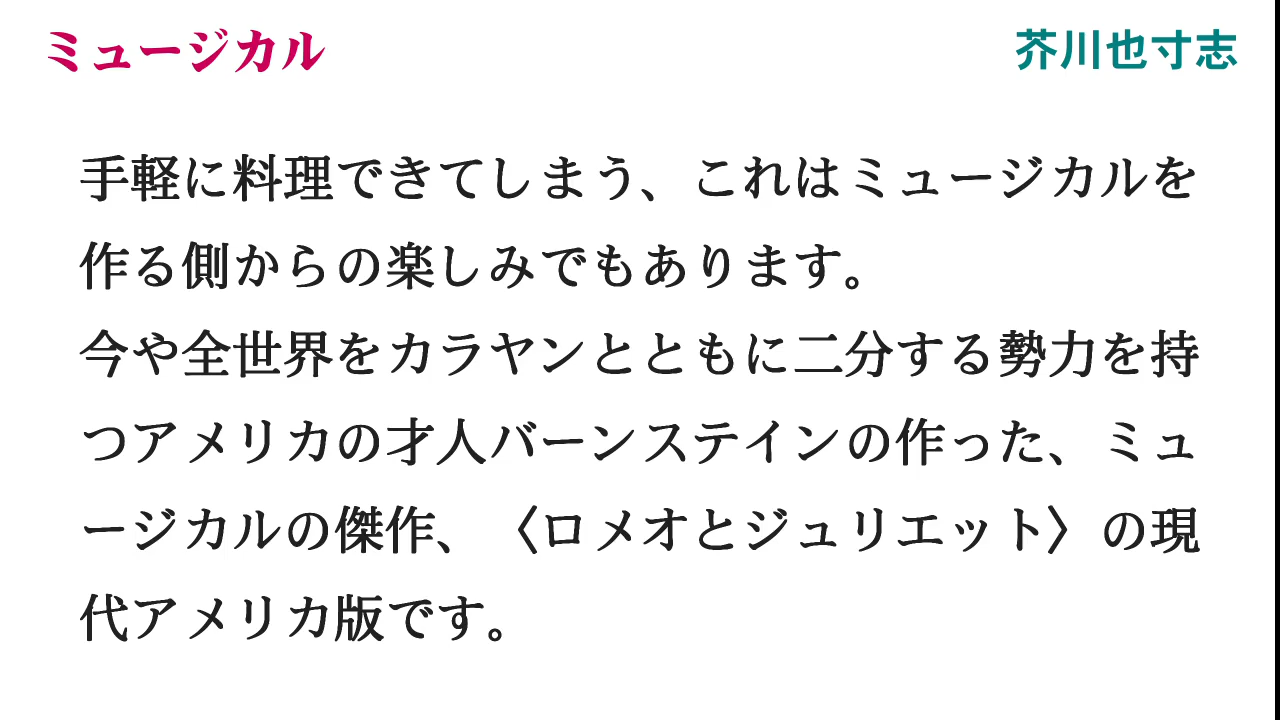 ミュージカル
芥川也寸志
手軽に料理できてしまう、これはミュージカルを
作る側からの楽しみでもあります。
今や全世界をカラヤンとともに二分する勢力を持
つアメリカの才人バーンステインの作った、ミュ
ージカルの傑作、〈ロメオとジュリエット〉の現
代アメリカ版です。